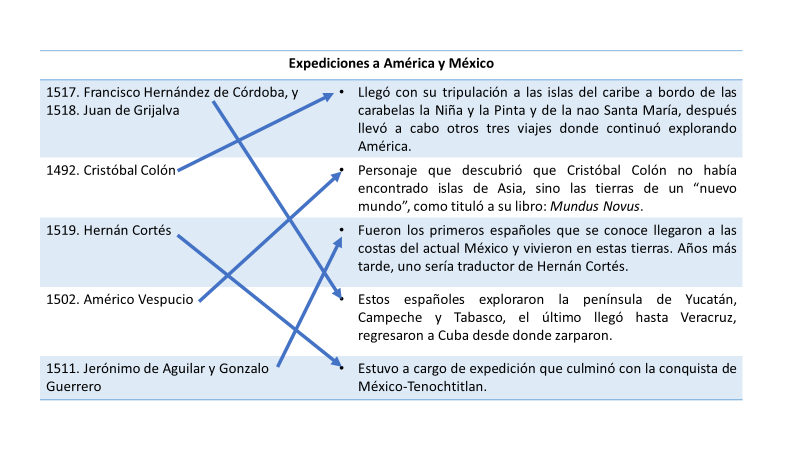 Expediciones a América y México
1517. Francisco Hernández de Córdoba, y
1518. Juan de Grijalva
• Llegó con su tripulación a las islas del caribe a bordo de las
carabelas la Niña y la Pinta y de la nao Santa María, después
llevó a cabo otros tres viajes donde continuó explorando
América.
1492. Cristóbal Colón
• Personaje que descubrió que Cristóbal Colón no había
encontrado islas de Asia, sino las tierras de un “nuevo
mundo”, como tituló a su libro: Mundus Novus.
1519. Hernán Cortés
• Fueron los primeros españoles que se conoce llegaron a las
costas del actual México y vivieron en estas tierras. Años más
tarde, uno sería traductor de Hernán Cortés.
1502. Américo Vespucio
• Estos españoles exploraron la península de Yucatán,
Campeche y Tabasco, el último llegó hasta Veracruz,
regresaron a Cuba desde donde zarparon.
1511. Jerónimo de Aguilar y Gonzalo
Guerrero
• Estuvo a cargo de expedición que culminó con la conquista de
México-Tenochtitlan.